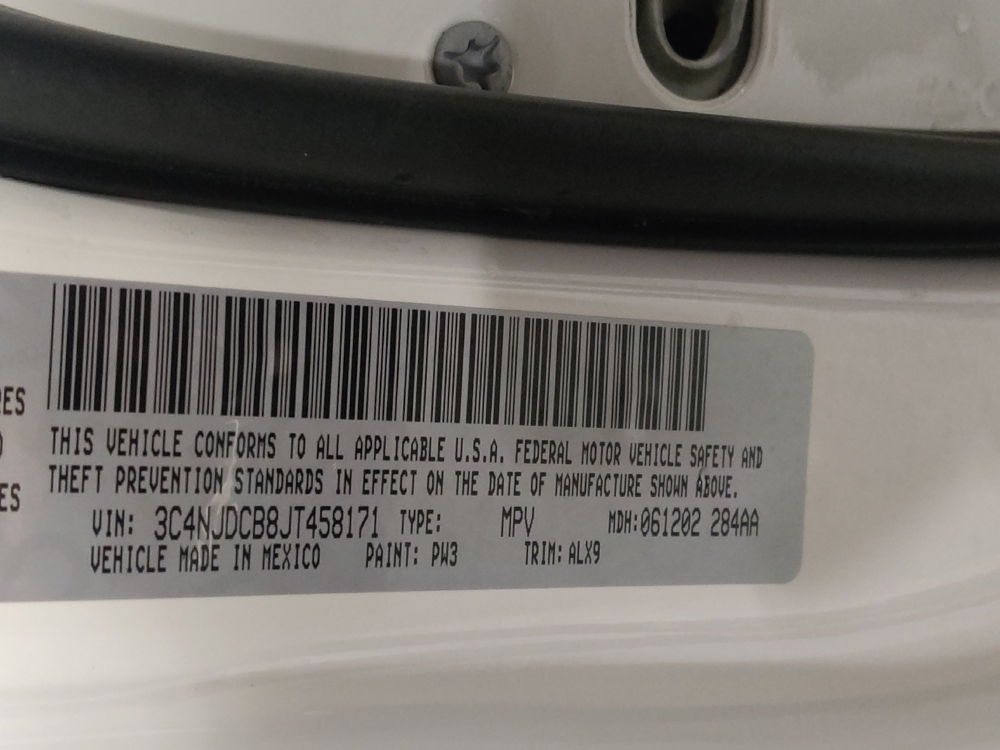 RES
ES
THIS VEHICLE CONFORMS TO ALL APPLICABLE U.S.A. FEDERAL MOTOR VEHICLE SAFETY AND
THEFT PREVENTION STANDARDS IN EFFECT ON THE DATE OF MANUFACTURE SHOWN ABOVE.
VIN: 3C4NJDCB8JT458171 TYPE: MPV MDH:061202 284AA
VEHICLE MADE IN MEXICO PAINT: PW3 TRIM: ALX9